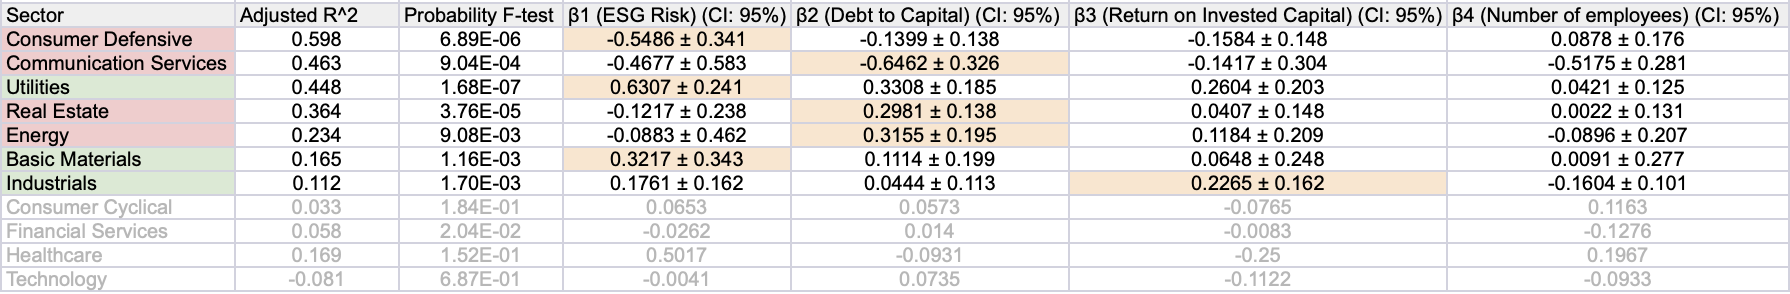 Sector Adjusted R^2 Probability F-test β1 (ESG Risk) (CI: 95%) β2 (Debt to Capital) (CI: 95%) β3 (Return on Invested Capital) (CI: 95%) β4 (Number of employees) (CI: 95%)
Consumer Defensive 0.598 6.89E-06 -0.5486 ± 0.341 -0.1399 ± 0.138 -0.1584 ± 0.148 0.0878 ± 0.176
Communication Services 0.463 9.04E-04 -0.4677 ± 0.583 -0.6462 ± 0.326 -0.1417 ± 0.304 -0.5175 ± 0.281
Utilities 0.448 1.68E-07 0.6307 ± 0.241 0.3308 ± 0.185 0.2604 ± 0.203 0.0421 ± 0.125
Real Estate 0.364 3.76E-05 -0.1217 ± 0.238 0.2981 ± 0.138 0.0407 ± 0.148 0.0022 ± 0.131
Energy 0.234 9.08E-03 -0.0883 ± 0.462 0.3155 ± 0.195 0.1184 ± 0.209 -0.0896 ± 0.207
Basic Materials 0.165 1.16E-03 0.3217 ± 0.343 0.1114 ± 0.199 0.0648 ± 0.248 0.0091 ± 0.277
Industrials 0.112 1.70E-03 0.1761 ± 0.162 0.0444 ± 0.113 0.2265 ± 0.162 -0.1604 ± 0.101
Consumer Cyclical 0.033 1.84E-01 0.0653 0.0573 -0.0765 0.1163
Financial Services 0.058 2.04E-02 -0.0262 0.014 -0.0083 -0.1276
Healthcare 0.169 1.52E-01 0.5017 -0.0931 -0.25 0.1967
Technology -0.081 6.87E-01 -0.0041 0.0735 -0.1122 -0.0933